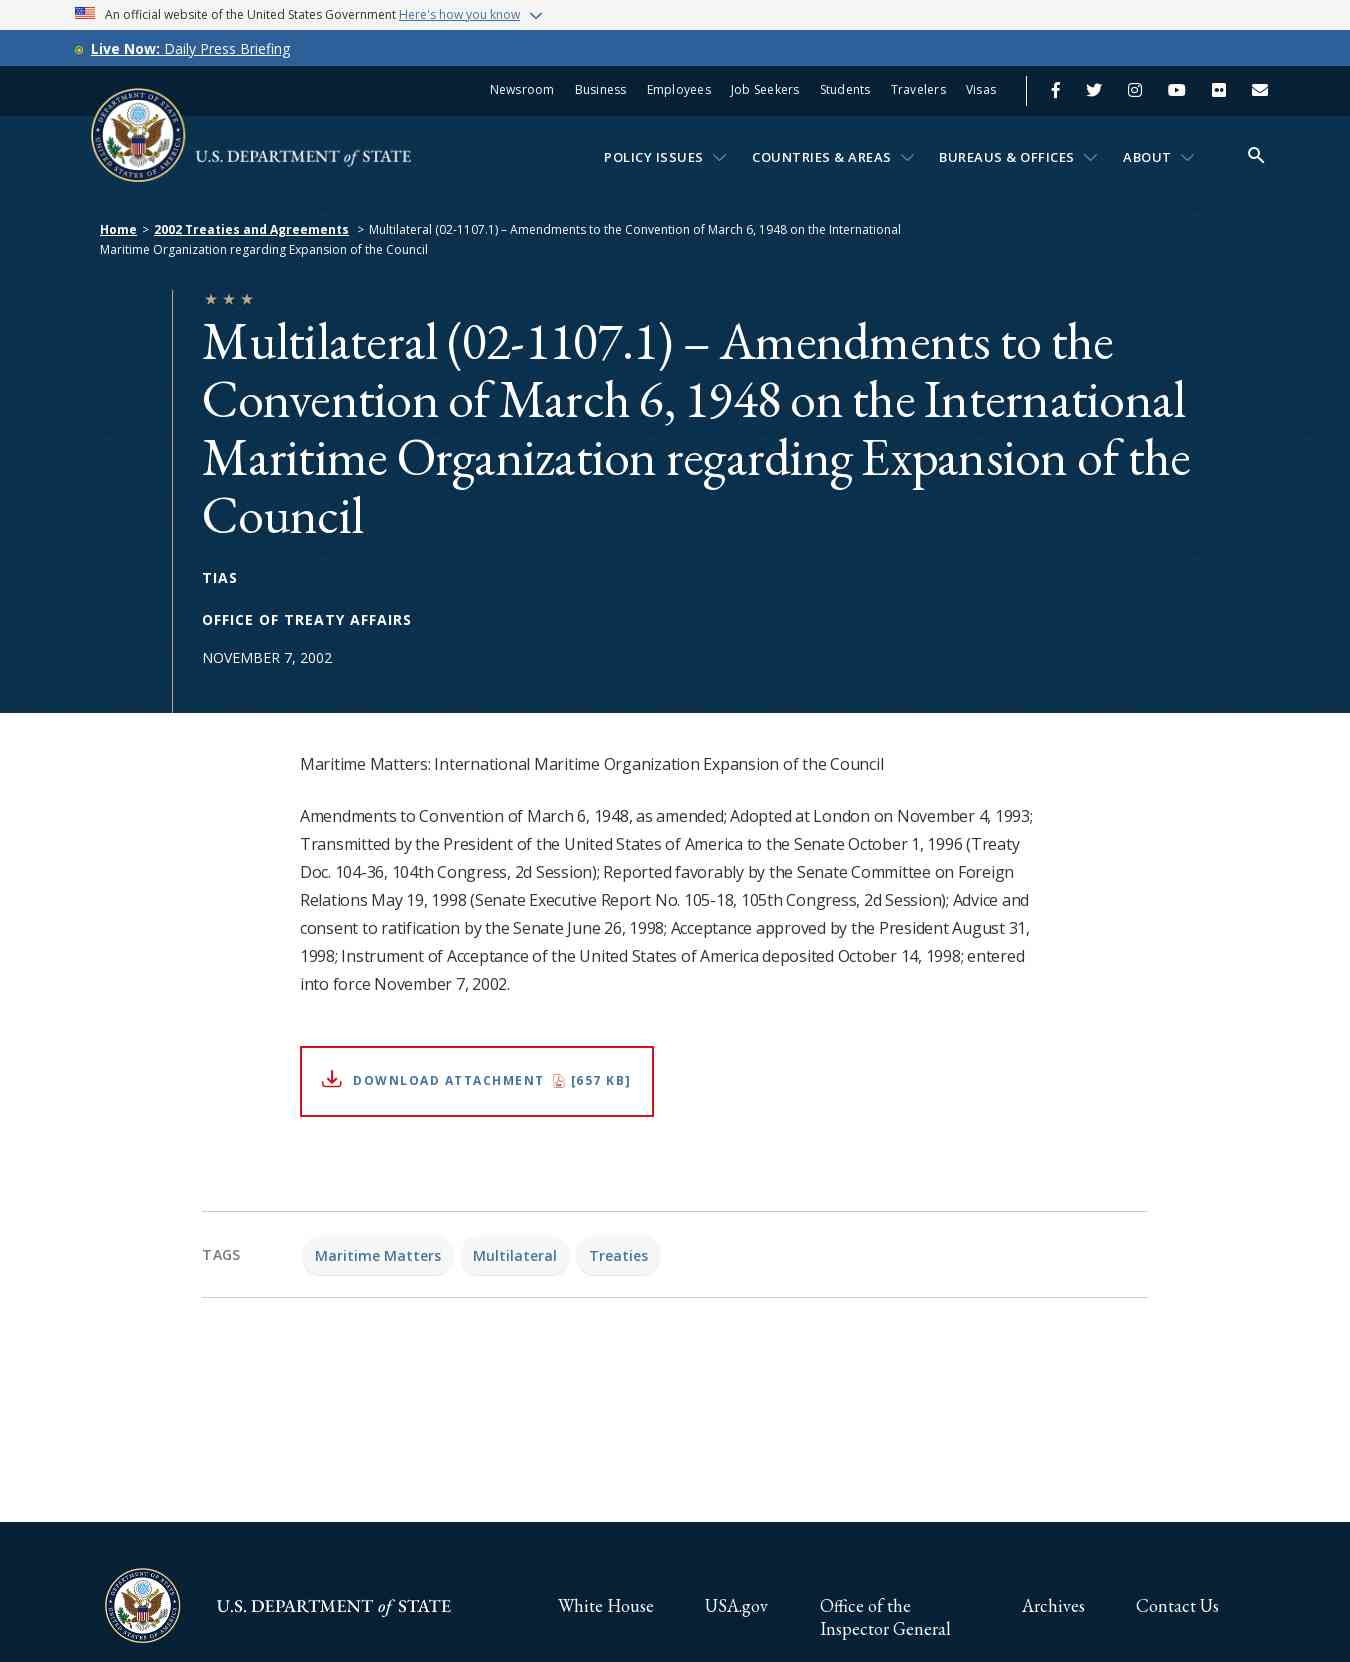 An official website of the United States Government Here's how you know
Live Now: Daily Press Briefing
Newsroom Business Employees Job Seekers Students Travelers Visas
U.S. DEPARTMENT of STATE
POLICY ISSUES COUNTRIES & AREAS BUREAUS & OFFICES ABOUT
Home > 2002 Treaties and Agreements > Multilateral (02-1107.1) – Amendments to the Convention of March 6, 1948 on the International
Maritime Organization regarding Expansion of the Council
Multilateral (02-1107.1) – Amendments to the
Convention of March 6, 1948 on the International
Maritime Organization regarding Expansion of the
Council
TIAS
OFFICE OF TREATY AFFAIRS
NOVEMBER 7, 2002
Maritime Matters: International Maritime Organization Expansion of the Council
Amendments to Convention of March 6, 1948, as amended; Adopted at London on November 4, 1993;
Transmitted by the President of the United States of America to the Senate October 1, 1996 (Treaty
Doc. 104-36, 104th Congress, 2d Session); Reported favorably by the Senate Committee on Foreign
Relations May 19, 1998 (Senate Executive Report No. 105-18, 105th Congress, 2d Session); Advice and
consent to ratification by the Senate June 26, 1998; Acceptance approved by the President August 31,
1998; Instrument of Acceptance of the United States of America deposited October 14, 1998; entered
into force November 7, 2002.
DOWNLOAD ATTACHMENT [657 KB]
TAGS Maritime Matters Multilateral Treaties
U.S. DEPARTMENT of STATE
White House USA.gov Office of the Archives Contact Us
Inspector General